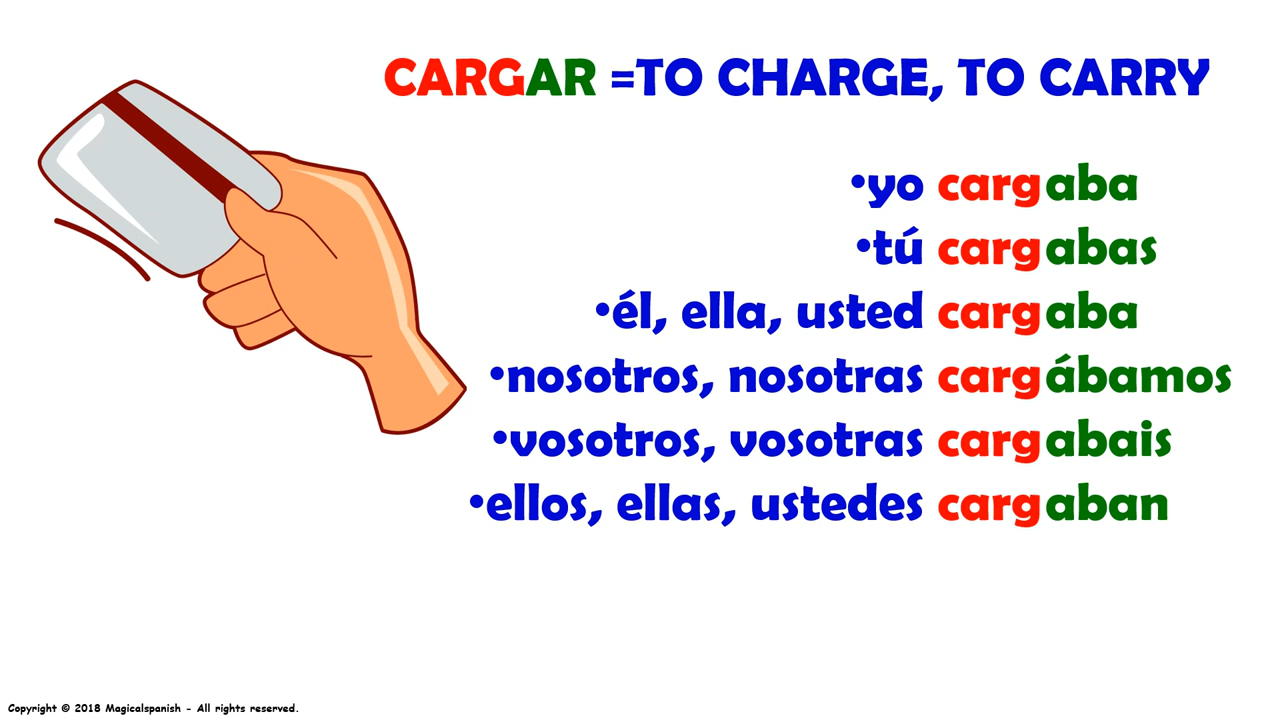 CARGAR =TO CHARGE, TO CARRY
•yo cargaba
•tú cargabas
•él, ella, usted cargaba
•nosotros, nosotras cargábamos
•vosotros, vosotras cargabais
•ellos, ellas, ustedes cargaban
Copyright © 2018 Magicalspanish - All rights reserved.